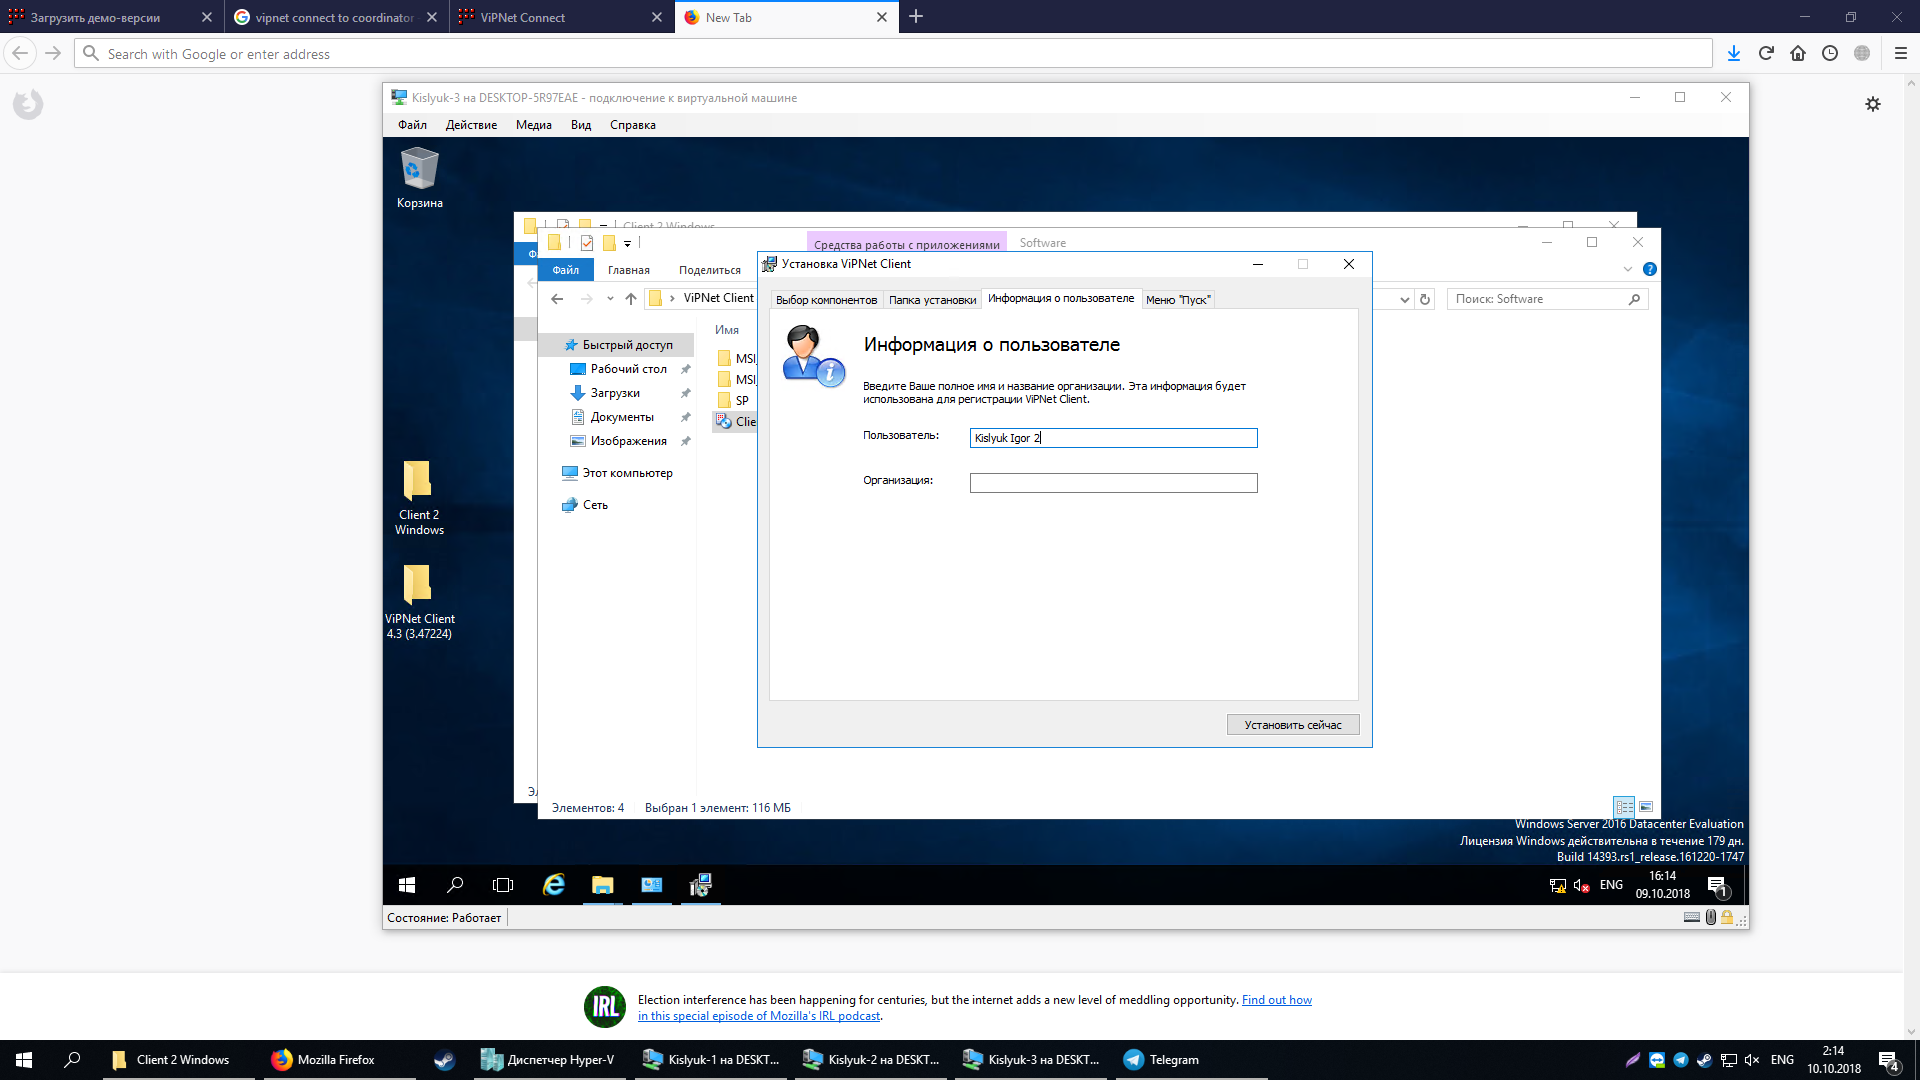 Загрузить демо-версии
vipnet connect to coordinator
ViPNet Connect
New Tab
Search with Google or enter address
Kislyuk-3 на DESKTOP-5R97EAE - подключение к виртуальной машине
Файл Действие Медиа Вид Справка
Корзина
Client 2 Windows
Средства работы с приложениями Software
Файл Главная Поделиться
ViPNet Client
Поиск: Software
Имя
Быстрый доступ
Рабочий стол
Загрузки
Документы
Изображения
Этот компьютер
Сеть
MSI
MSI
SP
Clie
Установка ViPNet Client
Выбор компонентов Папка установки Информация о пользователе Меню "Пуск"
Информация о пользователе
Введите Ваше полное имя и название организации. Эта информация будет
использована для регистрации ViPNet Client.
Пользователь: Kislyuk Igor 2
Организация:
Установить сейчас
Client 2
Windows
ViPNet Client
4.3 (3.47224)
Эл
Элементов: 4 Выбран 1 элемент: 116 МБ
Windows Server 2016 Datacenter Evaluation
Лицензия Windows действительна в течение 179 дн.
Build 14393.rs1_release.161220-1747
ENG
16:14
09.10.2018
1
Состояние: Работает
IRL
Election interference has been happening for centuries, but the internet adds a new level of meddling opportunity. Find out how
in this special episode of Mozilla's IRL podcast.
Client 2 Windows
Mozilla Firefox
Диспетчер Hyper-V
Kislyuk-1 на DESKT...
Kislyuk-2 на DESKT...
Kislyuk-3 на DESKT...
Telegram
ENG
2:14
10.10.2018
4